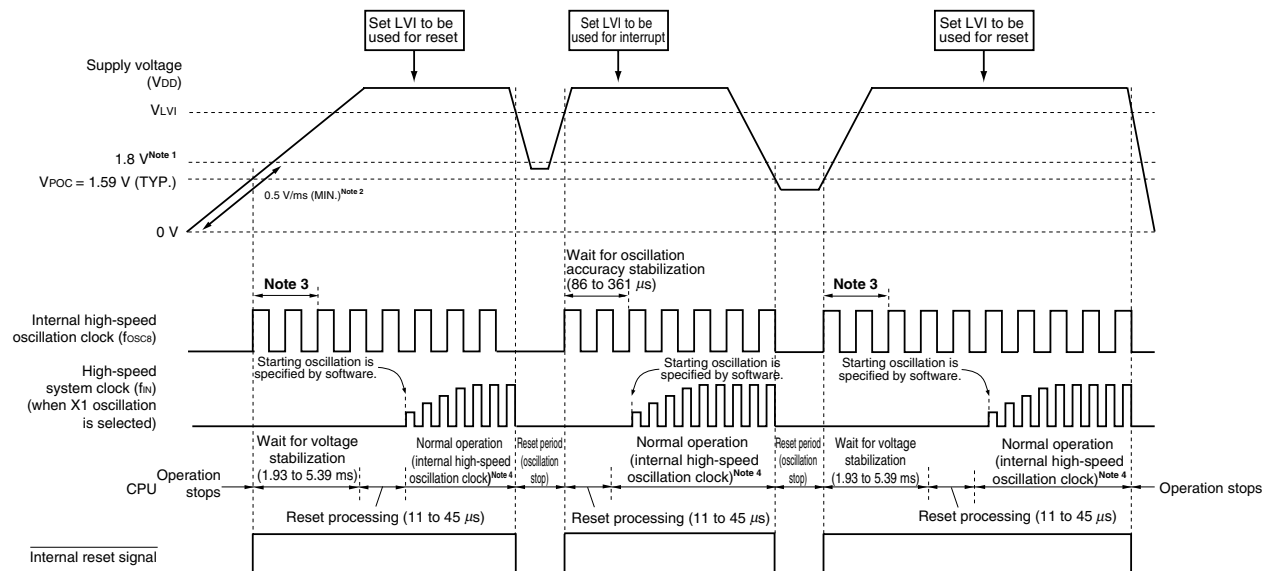 Set LVI to be
used for reset
Set LVI to be
used for interrupt
Set LVI to be
used for reset
Supply voltage
(VDD)
VLVI
1.8 V Note 1
VPOC = 1.59 V (TYP.)
0.5 V/ms (MIN.) Note 2
0 V
Wait for oscillation
accuracy stabilization
(86 to 361 μs)
Note 3
Note 3
Internal high-speed
oscillation clock (fOSC8)
Starting oscillation is
specified by software.
Starting oscillation is
specified by software.
Starting oscillation is
specified by software.
High-speed
system clock (fIN)
(when X1 oscillation
is selected)
Wait for voltage
stabilization
(1.93 to 5.39 ms)
Normal operation
(internal high-speed
oscillation clock) Note 4
Reset period
(oscillation
stop)
Normal operation
(internal high-speed
oscillation clock) Note 4
Reset period
(oscillation
stop)
Wait for voltage
stabilization
(1.93 to 5.39 ms)
Normal operation
(internal high-speed
oscillation clock) Note 4
CPU
Operation
stops
Operation stops
Reset processing (11 to 45 μs)
Reset processing (11 to 45 μs)
Reset processing (11 to 45 μs)
Internal reset signal